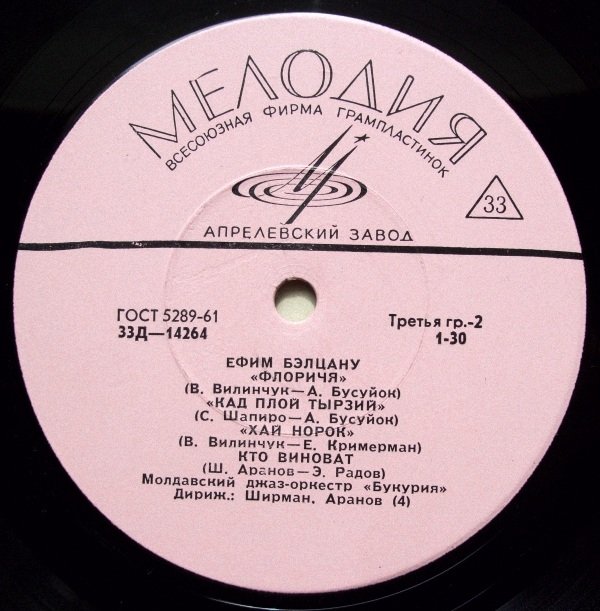 МЕЛОДИЯ
ВСЕСОЮЗНАЯ ФИРМА ГРАМПЛАСТИНОК
33
АПРЕЛЕВСКИЙ ЗАВОД
ГОСТ 5289-61
33Д—14264
Третья гр.-2
1-30
ЕФИМ БЭЛЦАНУ
«ФЛОРИЧЯ»
(В. Вилинчук—А. Бусуйок)
«КАД ПЛОЙ ТЫРЗИЙ»
(С. Шапиро—А. Бусуйок)
«ХАЙ НОРОК»
(В. Вилинчук—Е. Кримерман)
КТО ВИНОВАТ
(Ш. Аранов—Э. Радов)
Молдавский джаз-оркестр «Букурия»
Дириж.: Ширман, Аранов (4)